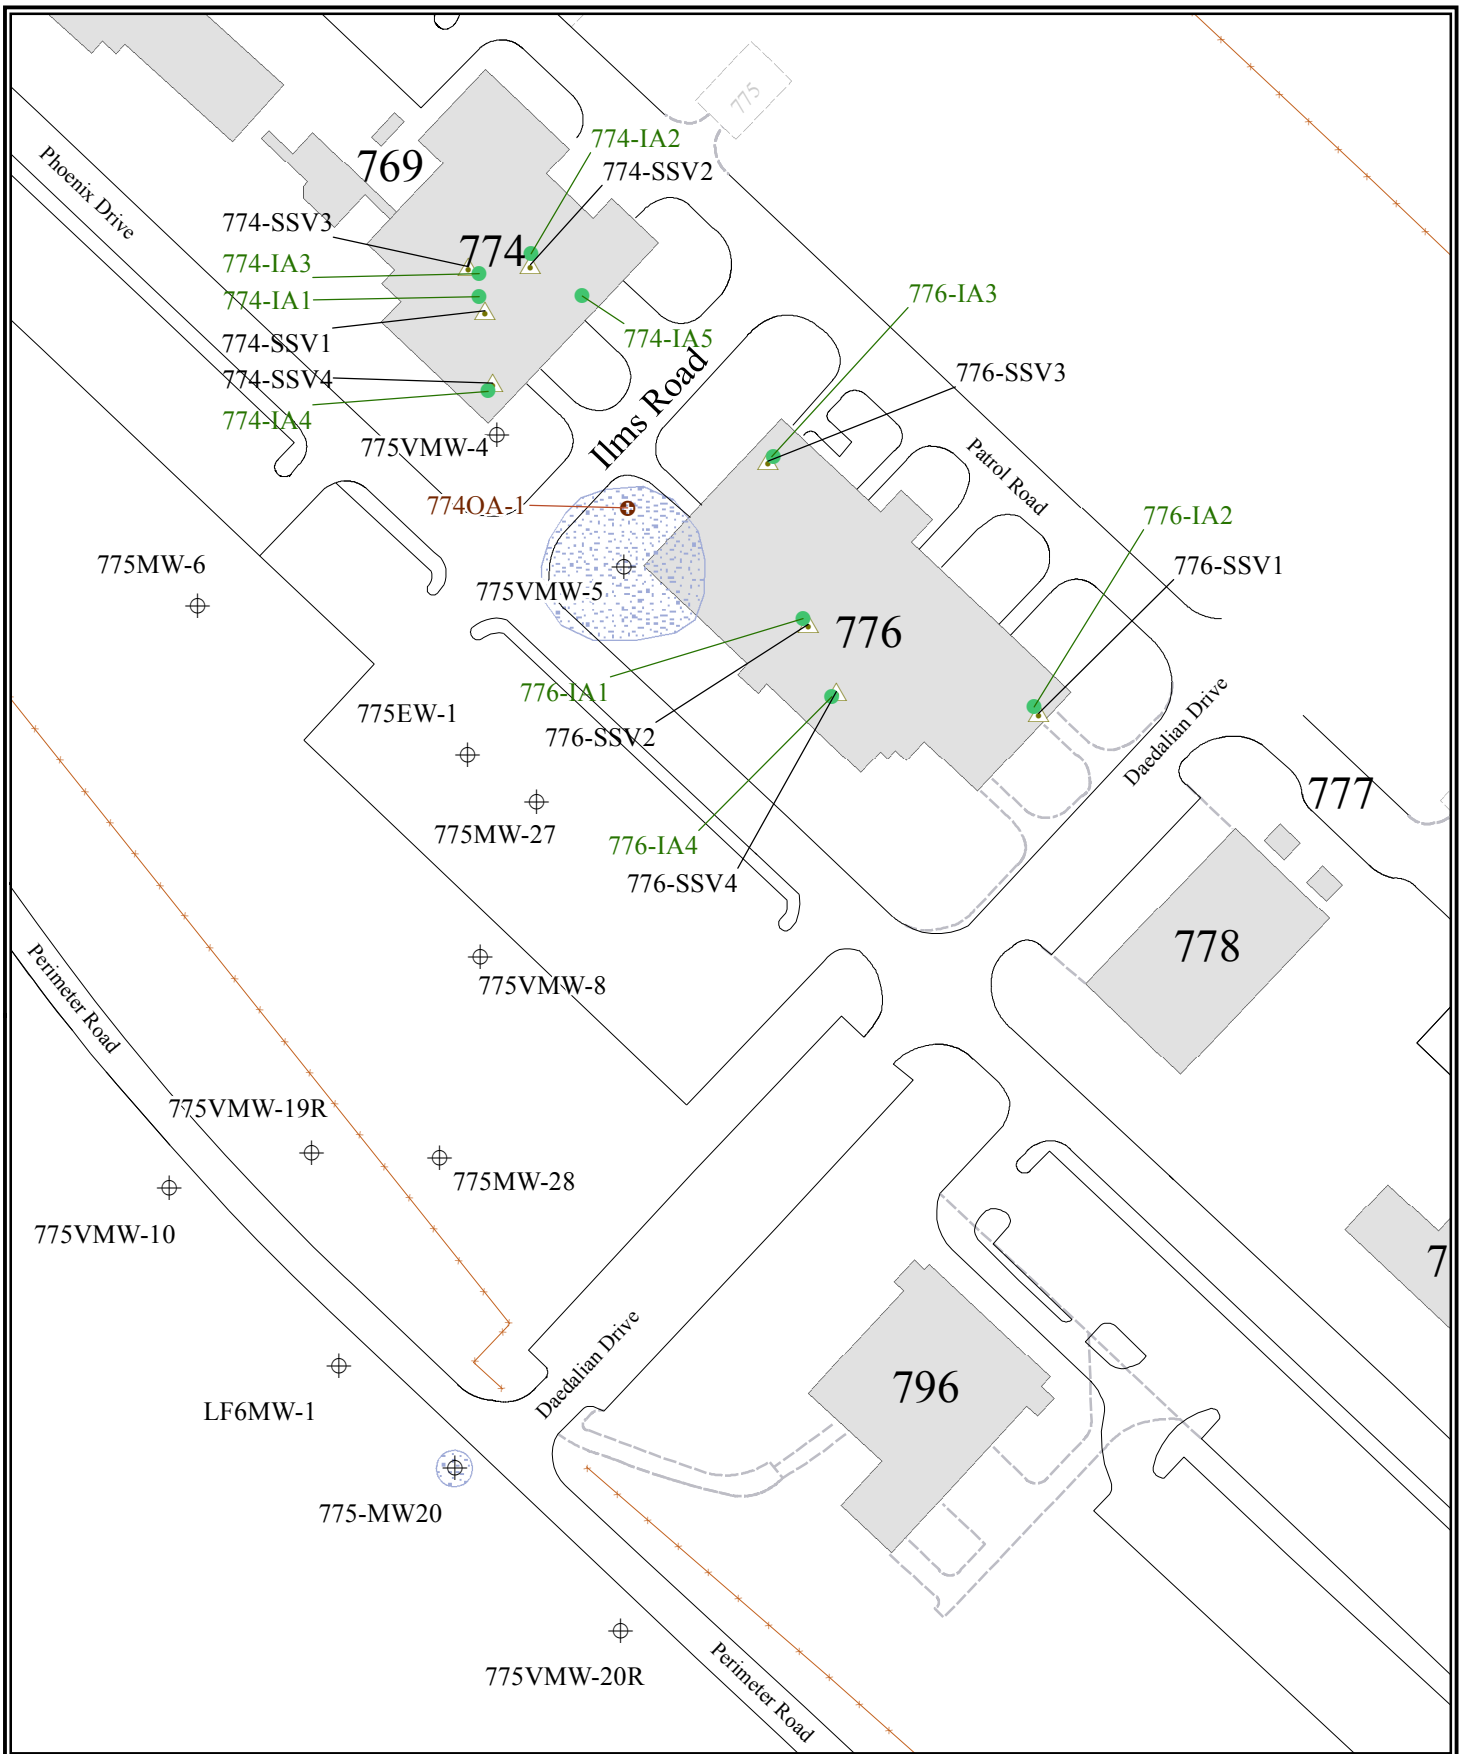 775
774-IA2
769
774-SSV2
Phoenix Drive
774-SSV3
774
774-IA3
774-IA1
776-IA3
774-SSV1
774-IA5
774-SSV4
776-SSV3
Ilms Road
774-IA4
775VMW-4
Patrol Road
774OA-1
776-IA2
775MW-6
776-SSV1
775VMW-5
776
776-IA1
775EW-1
776-SSV2
Daedalian Drive
777
775MW-27
776-IA4
776-SSV4
778
775VMW-8
Perimeter Road
775VMW-19R
775MW-28
775VMW-10
7
Daedalian Drive
796
LF6MW-1
775-MW20
775VMW-20R
Perimeter Road